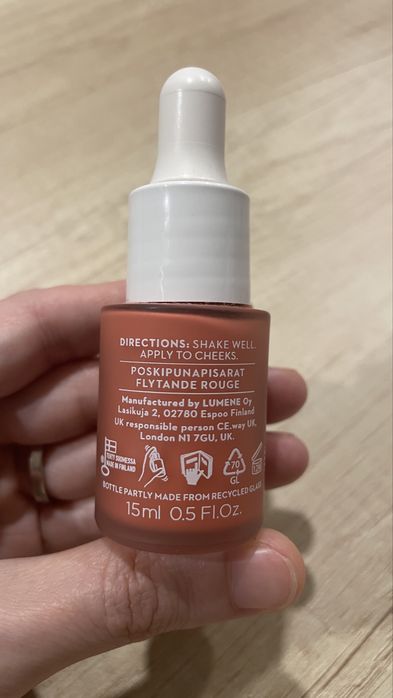 DIRECTIONS: SHAKE WELL.
APPLY TO CHEEKS.
POSKIPUNAPISARAT
FLYTANDE ROUGE
Manufactured by LUMENE Oy
Lasikuja 2, 02780 Espoo Finland
UK responsible person CE.way UK,
London N1 7GU, UK.
TEHTY SUOMESSA
MADE IN FINLAND
70
GL
BOTTLE PARTLY MADE FROM RECYCLED GLASS
15ml 0.5 Fl.Oz.